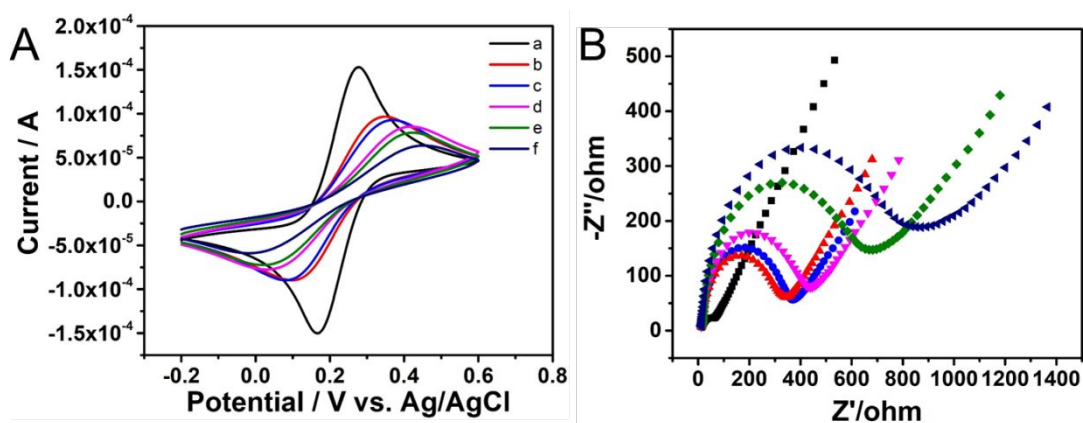 A
2.0x10⁻⁴
1.5x10⁻⁴
1.0x10⁻⁴
5.0x10⁻⁵
0.0
-5.0x10⁻⁵
-1.0x10⁻⁴
-1.5x10⁻⁴
Current / A
-0.2 0.0 0.2 0.4 0.6 0.8
Potential / V vs. Ag/AgCl
a
b
c
d
e
f
B
500
400
300
200
100
0
-Z''/ohm
0 200 400 600 800 1000 1200 1400
Z'/ohm